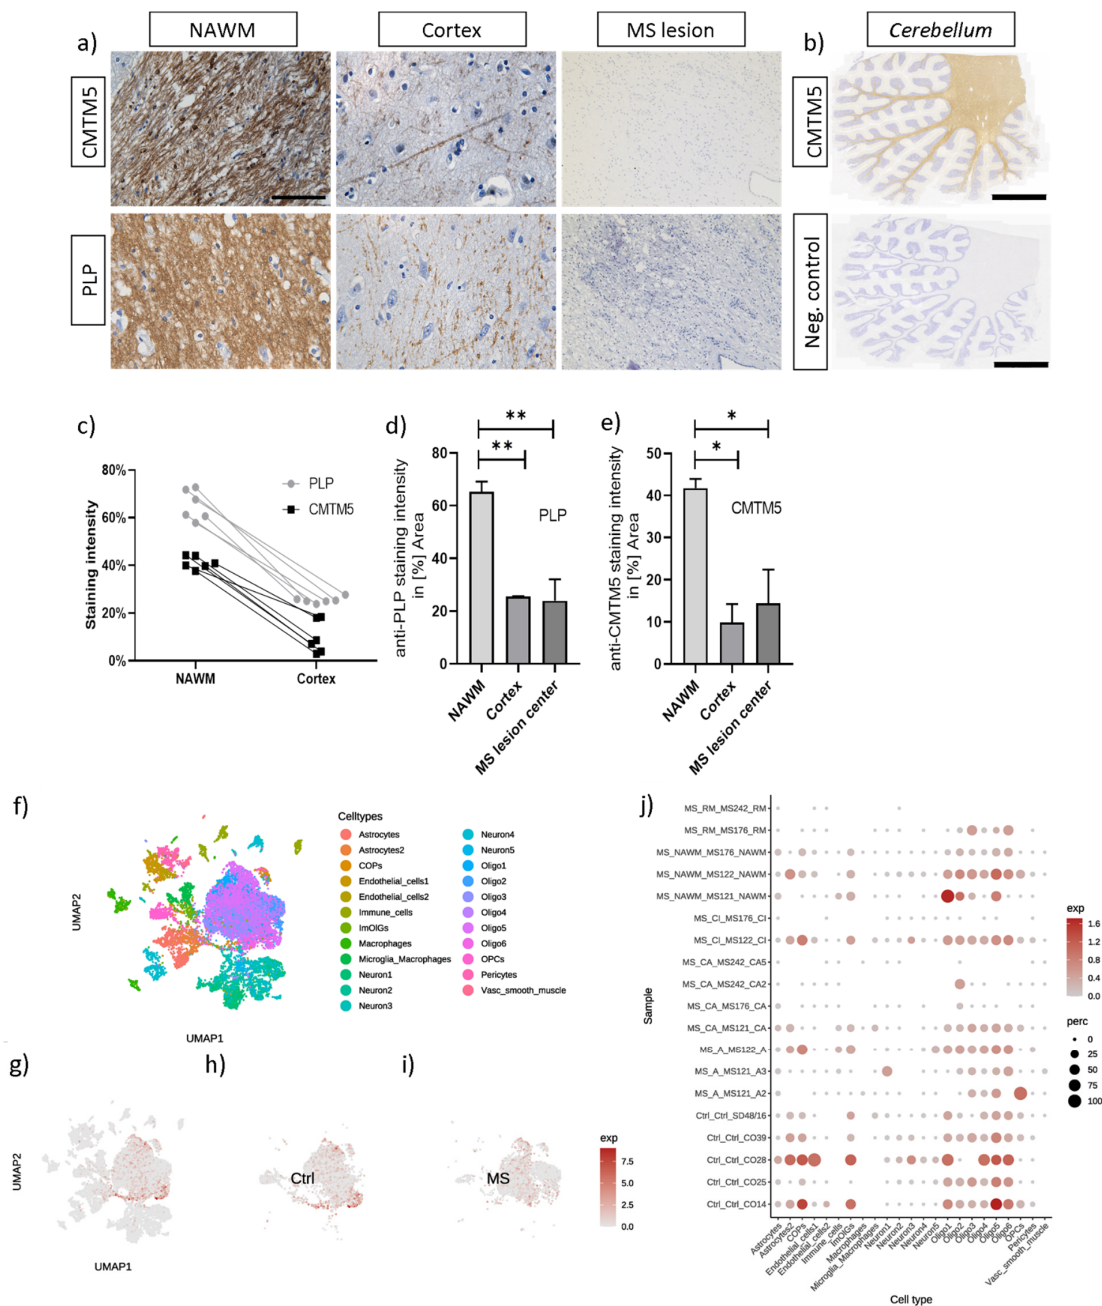 a)
NAWM
Cortex
MS lesion
b)
Cerebellum
CMTM5
CMTM5
PLP
Neg. control
c)
80%
60%
40%
20%
0%
Staining intensity
PLP
CMTM5
NAWM
Cortex
d)
**
**
80
60
40
20
0
anti-PLP staining intensity
in [%] Area
PLP
NAWM
Cortex
MS lesion center
e)
*
*
50
40
30
20
10
0
anti-CMTM5 staining intensity
in [%] Area
CMTM5
NAWM
Cortex
MS lesion center
f)
UMAP2
UMAP1
Celltypes
Astrocytes
Astrocytes2
COPs
Endothelial_cells1
Endothelial_cells2
Immune_cells
ImOlGs
Macrophages
Microglia_Macrophages
Neuron1
Neuron2
Neuron3
Neuron4
Neuron5
Oligo1
Oligo2
Oligo3
Oligo4
Oligo5
Oligo6
OPCs
Pericytes
Vasc_smooth_muscle
g)
UMAP2
UMAP1
h)
Ctrl
i)
MS
exp
7.5
5.0
2.5
0.0
j)
Sample
MS_RM_MS242_RM
MS_RM_MS176_RM
MS_NAWM_MS176_NAWM
MS_NAWM_MS122_NAWM
MS_NAWM_MS121_NAWM
MS_CI_MS176_CI
MS_CI_MS122_CI
MS_CA_MS242_CA5
MS_CA_MS242_CA2
MS_CA_MS176_CA
MS_CA_MS121_CA
MS_A_MS122_A
MS_A_MS121_A3
MS_A_MS121_A2
Ctrl_Ctrl_SD48/16
Ctrl_Ctrl_CO39
Ctrl_Ctrl_CO28
Ctrl_Ctrl_CO25
Ctrl_Ctrl_CO14
Astrocytes
Astrocytes2
COPs
Endothelial_cells1
Endothelial_cells2
Immune_cells
ImOlGs
Macrophages
Microglia_Macrophages
Neuron1
Neuron2
Neuron3
Neuron4
Neuron5
Oligo1
Oligo2
Oligo3
Oligo4
Oligo5
Oligo6
OPCs
Pericytes
Vasc_smooth_muscle
Cell type
exp
1.6
1.2
0.8
0.4
0.0
perc
0
25
50
75
100